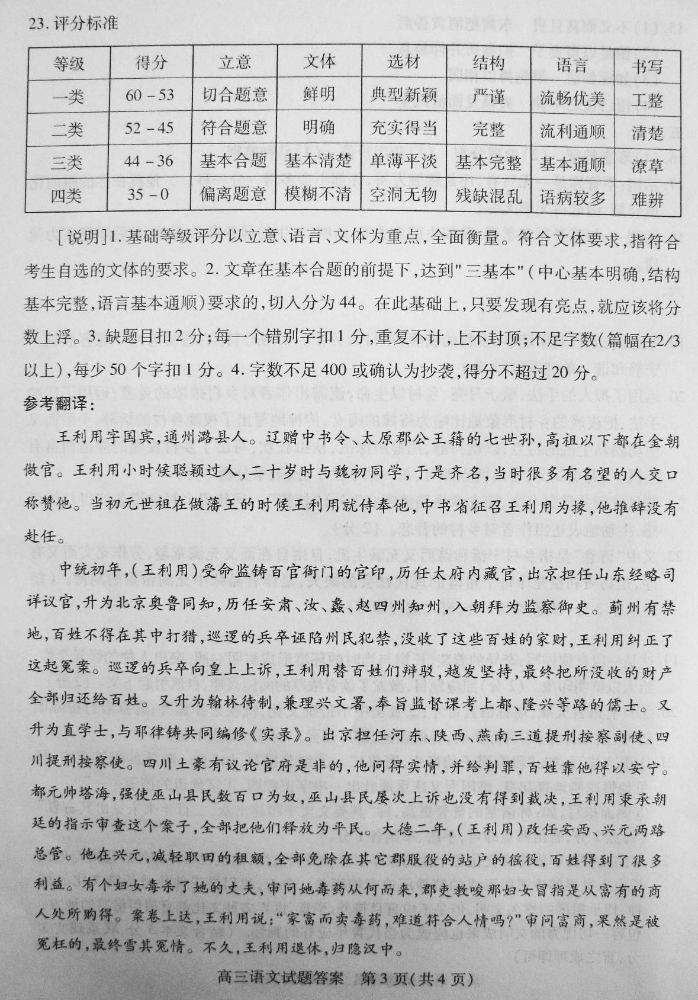 23. 评分标准
等级 得分 立意 文体 选材 结构 语言 书写
一类 60-53 切合题意 鲜明 典型新颖 严谨 流畅优美 工整
二类 52-45 符合题意 明确 充实得当 完整 流利通顺 清楚
三类 44-36 基本合题 基本清楚 单薄平淡 基本完整 基本通顺 潦草
四类 35-0 偏离题意 模糊不清 空洞无物 残缺混乱 语病较多 难辨
[说明]1. 基础等级评分以立意、语言、文体为重点,全面衡量。符合文体要求,指符合
考生自选的文体的要求。2. 文章在基本合题的前提下,达到"三基本"(中心基本明确,结构
基本完整,语言基本通顺)要求的,切入分为44。在此基础上,只要发现有亮点,就应该将分
数上浮。3. 缺题目扣2分;每一个错别字扣1分,重复不计,上不封顶;不足字数(篇幅在2/3
以上),每少50个字扣1分。4. 字数不足400或确认为抄袭,得分不超过20分。
参考翻译:
王利用字国宾,通州潞县人。辽赠中书令、太原郡公王籍的七世孙,高祖以下都在金朝
做官。王利用小时候聪颖过人,二十岁时与魏初同学,于是齐名,当时很多有名望的人交口
称赞他。当初元世祖在做藩王的时候王利用就侍奉他,中书省征召王利用为掾,他推辞没有
赴任。
中统初年,(王利用)受命监铸百官衙门的官印,历任太府内藏官,出京担任山东经略司
详议官,升为北京奥鲁同知,历任安肃、汝、蠡、赵四州知州,入朝拜为监察御史。蓟州有禁
地,百姓不得在其中打猎,巡逻的兵卒诬陷州民犯禁,没收了这些百姓的家财,王利用纠正了
这起冤案。巡逻的兵卒向皇上上诉,王利用替百姓们辩驳,越发坚持,最终把所没收的财产
全部归还给百姓。又升为翰林待制,兼理兴文署,奉旨监督课考上都、隆兴等路的儒士。又
升为直学士,与耶律铸共同编修《实录》。出京担任河东、陕西、燕南三道提刑按察副使、四
川提刑按察使。四川土豪有议论官府是非的,他问得实情,并给判罪,百姓靠他得以安宁。
都元帅塔海,强使巫山县民数百口为奴,巫山县民屡次上诉也没有得到裁决,王利用秉承朝
廷的指示审查这个案子,全部把他们释放为平民。大德二年,(王利用)改任安西、兴元两路
总管。他在兴元,减轻职田的租额,全部免除在其它郡服役的站户的徭役,百姓得到了很多
利益。有个妇女毒杀了她的丈夫,审问她毒药从何而来,郡吏教唆那妇女冒指是从富有的商
人处所购得。案卷上达,王利用说:“家富而卖毒药,难道符合人情吗?”审问富商,果然是被
冤枉的,最终雪其冤情。不久,王利用退休,归隐汉中。
高三语文试题答案 第3页(共4页)